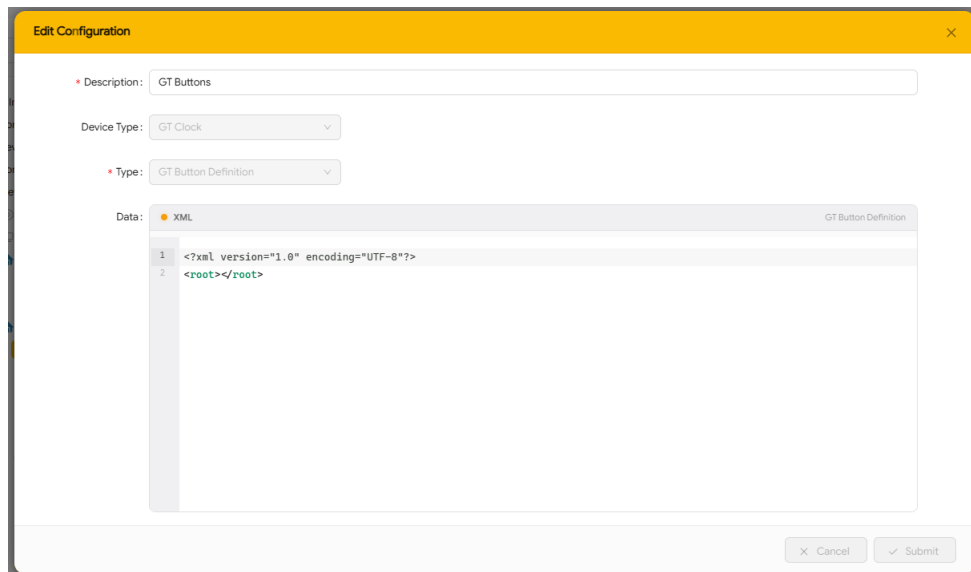 Edit Configuration
* Description: GT Buttons
Device Type: GT Clock
* Type: GT Button Definition
Data: XML GT Button Definition
1 <?xml version="1.0" encoding="UTF-8"?>
2 <root></root>
Cancel Submit